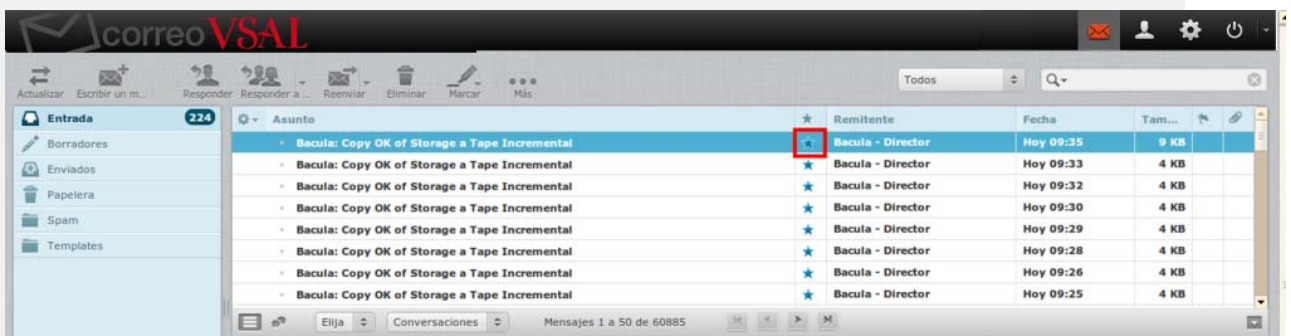 correo VSAL
Actualizar Escribir un m... Responder Responder a ... Reenviar Eliminar Marcar Más
Todos
Entrada 224
Borradores
Enviados
Papelera
Spam
Templates
Asunto Remitente Fecha Tam...
Bacula: Copy OK of Storage a Tape Incremental Bacula - Director Hoy 09:35 9 KB
Bacula: Copy OK of Storage a Tape Incremental Bacula - Director Hoy 09:33 4 KB
Bacula: Copy OK of Storage a Tape Incremental Bacula - Director Hoy 09:32 4 KB
Bacula: Copy OK of Storage a Tape Incremental Bacula - Director Hoy 09:30 4 KB
Bacula: Copy OK of Storage a Tape Incremental Bacula - Director Hoy 09:29 4 KB
Bacula: Copy OK of Storage a Tape Incremental Bacula - Director Hoy 09:28 4 KB
Bacula: Copy OK of Storage a Tape Incremental Bacula - Director Hoy 09:26 4 KB
Bacula: Copy OK of Storage a Tape Incremental Bacula - Director Hoy 09:25 4 KB
Elija Conversaciones Mensajes 1 a 50 de 60885